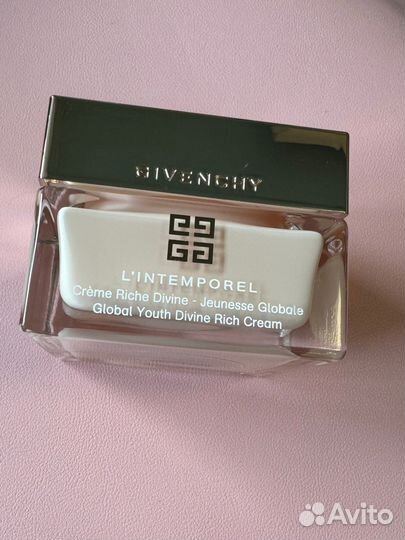 GIVENCHY
L'INTEMPOREL
Crème Riche Divine - Jeunesse Globale
Global Youth Divine Rich Cream
Avito